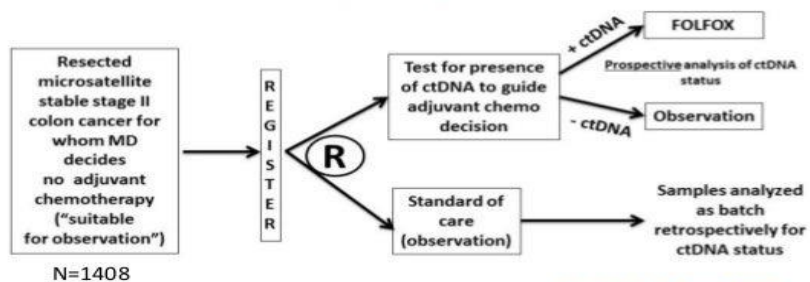 Resected
microsatellite
stable stage II
colon cancer for
whom MD
decides
no adjuvant
chemotherapy
("suitable
for observation")
N=1408
REGISTER
R
Test for presence
of ctDNA to guide
adjuvant chemo
decision
+ ctDNA
FOLFOX
Prospective analysis of ctDNA
status
- ctDNA
Observation
Standard of
care
(observation)
Samples analyzed
as batch
retrospectively for
ctDNA status